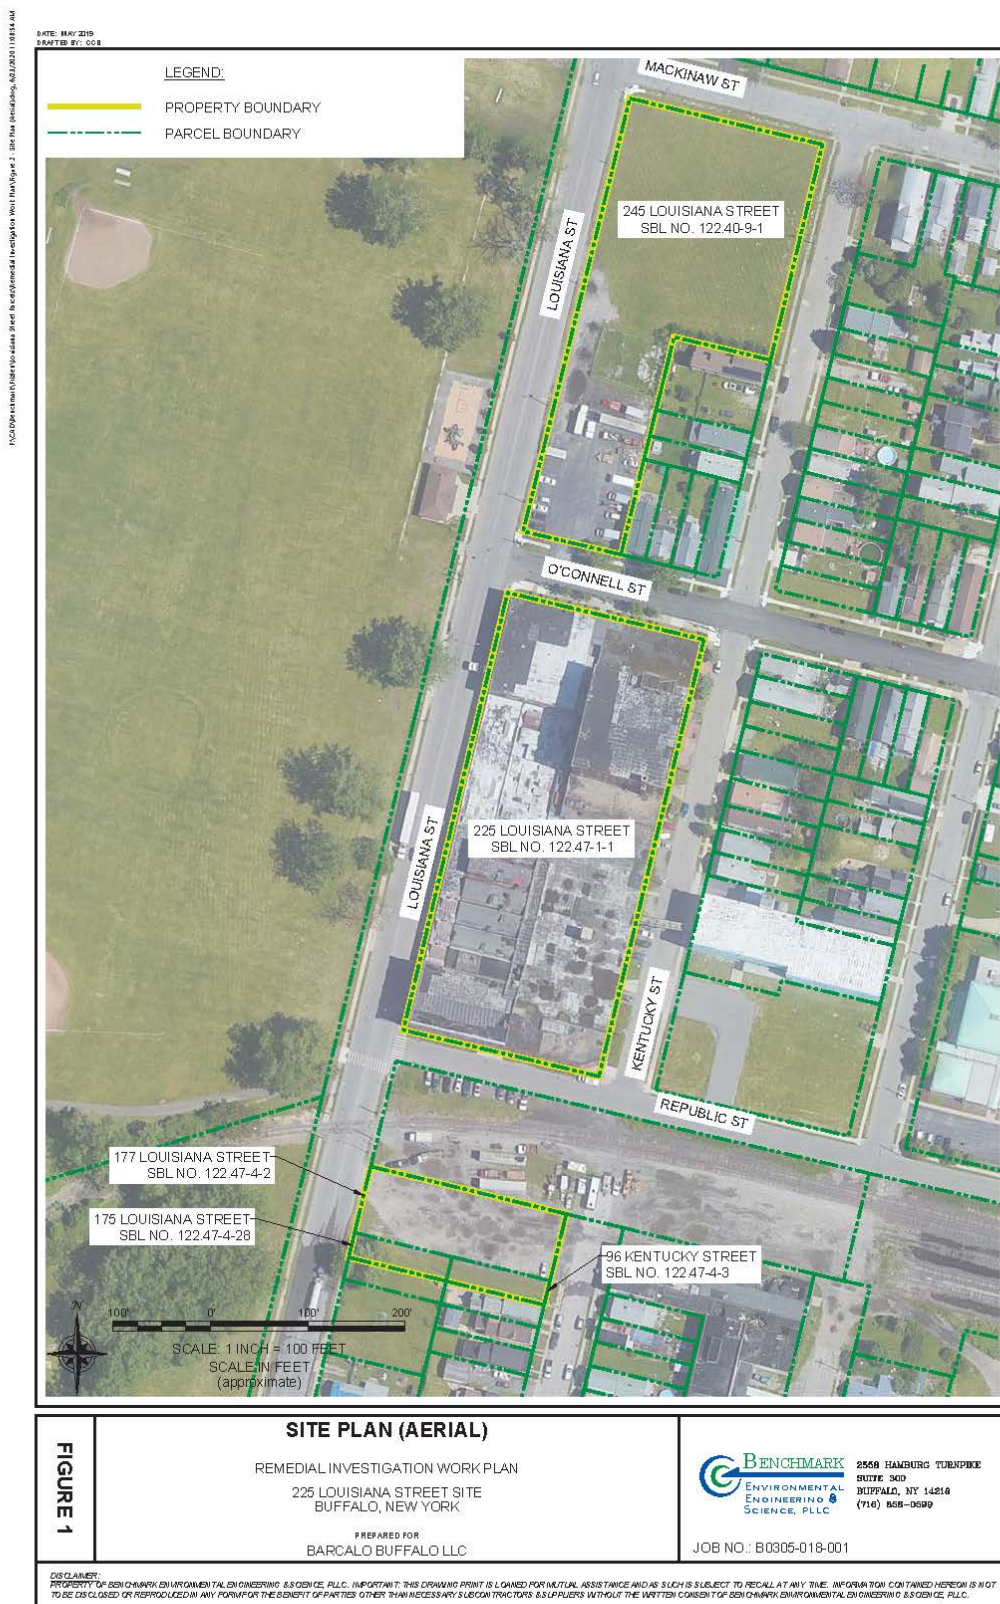 DATE: MAY 2019
DRAFTED BY: CCB
LEGEND:
PROPERTY BOUNDARY
PARCEL BOUNDARY
MACKINAW ST
245 LOUISIANA STREET
SBL NO. 122.40-9-1
LOUISIANA ST
O'CONNELL ST
225 LOUISIANA STREET
SBL NO. 122.47-1-1
LOUISIANA ST
KENTUCKY ST
REPUBLIC ST
177 LOUISIANA STREET
SBL NO. 122.47-4-2
175 LOUISIANA STREET
SBL NO. 122.47-4-28
96 KENTUCKY STREET
SBL NO. 122.47-4-3
N
100' 0' 100' 200'
SCALE: 1 INCH = 100 FEET
SCALE IN FEET
(approximate)
FIGURE 1
SITE PLAN (AERIAL)
REMEDIAL INVESTIGATION WORK PLAN
225 LOUISIANA STREET SITE
BUFFALO, NEW YORK
PREPARED FOR
BARCALO BUFFALO LLC
BENCHMARK
ENVIRONMENTAL
ENGINEERING &
SCIENCE, PLLC
2558 HAMBURG TURNPIKE
SUITE 300
BUFFALO, NY 14218
(716) 856-0599
JOB NO.: B0305-018-001
DISCLAIMER:
PROPERTY OF BENCHMARK ENVIRONMENTAL ENGINEERING & SCIENCE, PLLC. IMPORTANT: THIS DRAWING PRINT IS LOANED FOR MUTUAL ASSISTANCE AND AS SUCH IS SUBJECT TO RECALL AT ANY TIME. INFORMATION CONTAINED HEREON IS NOT
TO BE DISCLOSED OR REPRODUCED IN ANY FORM FOR THE BENEFIT OF PARTIES OTHER THAN NECESSARY SUBCONTRACTORS & SUPPLIERS WITHOUT THE WRITTEN CONSENT OF BENCHMARK ENVIRONMENTAL ENGINEERING & SCIENCE, PLLC.